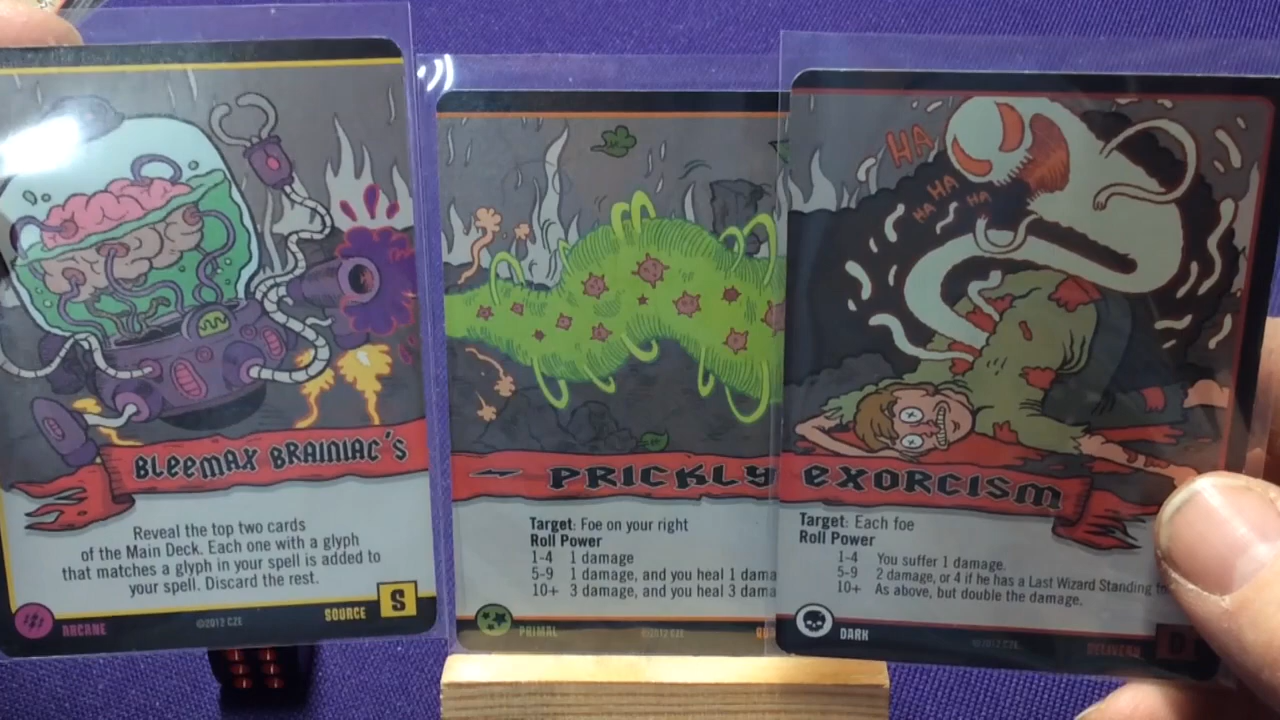 BLEEMAX BRAINIAC'S
Reveal the top two cards
of the Main Deck. Each one with a glyph
that matches a glyph in your spell is added to
your spell. Discard the rest.
ARCANE
©2012 CZE
SOURCE S
PRICKLY
Target: Foe on your right
Roll Power
1-4 1 damage
5-9 1 damage, and you heal 1 dama
10+ 3 damage, and you heal 3 dama
PRIMAL
©2012 CZE
QU
HA
HA
HA
HA
EXORCISM
Target: Each foe
Roll Power
1-4 You suffer 1 damage.
5-9 2 damage, or 4 if he has a Last Wizard Standing
10+ As above, but double the damage.
DARK
©2012 CZE
DELIVERY D